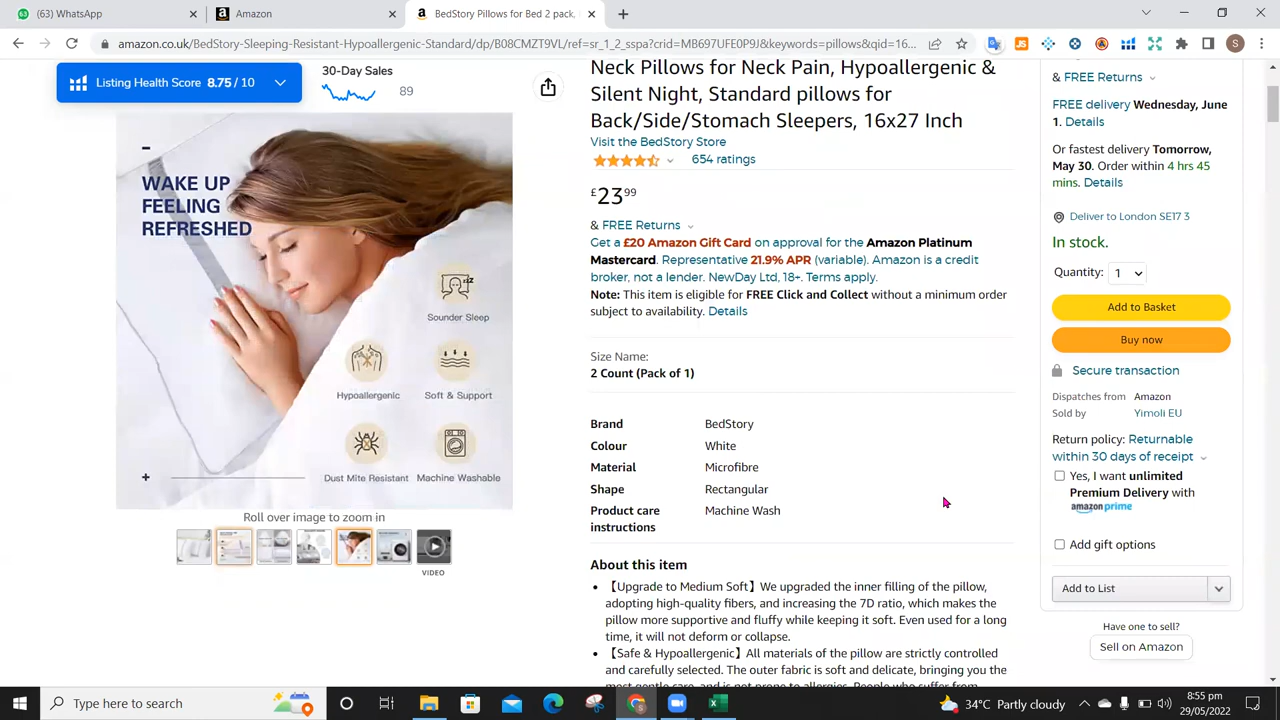 (63) WhatsApp
Amazon
BedStory Pillows for Bed 2 pack,
amazon.co.uk/BedStory-Sleeping-Resistant-Hypoallergenic-Standard/dp/B08CMZT9VL/ref=sr_1_2_sspa?crid=MB697UFE0P9J&keywords=pillows&qid=16...
Listing Health Score 8.75 / 10
30-Day Sales
89
WAKE UP
FEELING
REFRESHED
Sounder Sleep
Hypoallergenic
Soft & Support
Dust Mite Resistant
Machine Washable
Roll over image to zoom in
VIDEO
Neck Pillows for Neck Pain, Hypoallergenic &
Silent Night, Standard pillows for
Back/Side/Stomach Sleepers, 16x27 Inch
Visit the BedStory Store
654 ratings
£23.99
& FREE Returns
Get a £20 Amazon Gift Card on approval for the Amazon Platinum
Mastercard. Representative 21.9% APR (variable). Amazon is a credit
broker, not a lender. NewDay Ltd, 18+. Terms apply.
Note: This item is eligible for FREE Click and Collect without a minimum order
subject to availability. Details
Size Name:
2 Count (Pack of 1)
Brand BedStory
Colour White
Material Microfibre
Shape Rectangular
Product care Machine Wash
instructions
About this item
• 【Upgrade to Medium Soft】We upgraded the inner filling of the pillow,
adopting high-quality fibers, and increasing the 7D ratio, which makes the
pillow more supportive and fluffy while keeping it soft. Even used for a long
time, it will not deform or collapse.
• 【Safe & Hypoallergenic】All materials of the pillow are strictly controlled
and carefully selected. The outer fabric is soft and delicate, bringing you the
most gentle care, and is not prone to allergies. People who suffer from
& FREE Returns
FREE delivery Wednesday, June
1. Details
Or fastest delivery Tomorrow,
May 30. Order within 4 hrs 45
mins. Details
Deliver to London SE17 3
In stock.
Quantity: 1
Add to Basket
Buy now
Secure transaction
Dispatches from Amazon
Sold by Yimoli EU
Return policy: Returnable
within 30 days of receipt
Yes, I want unlimited
Premium Delivery with
amazon prime
Add gift options
Add to List
Have one to sell?
Sell on Amazon
Type here to search
34°C Partly cloudy
8:55 pm
29/05/2022